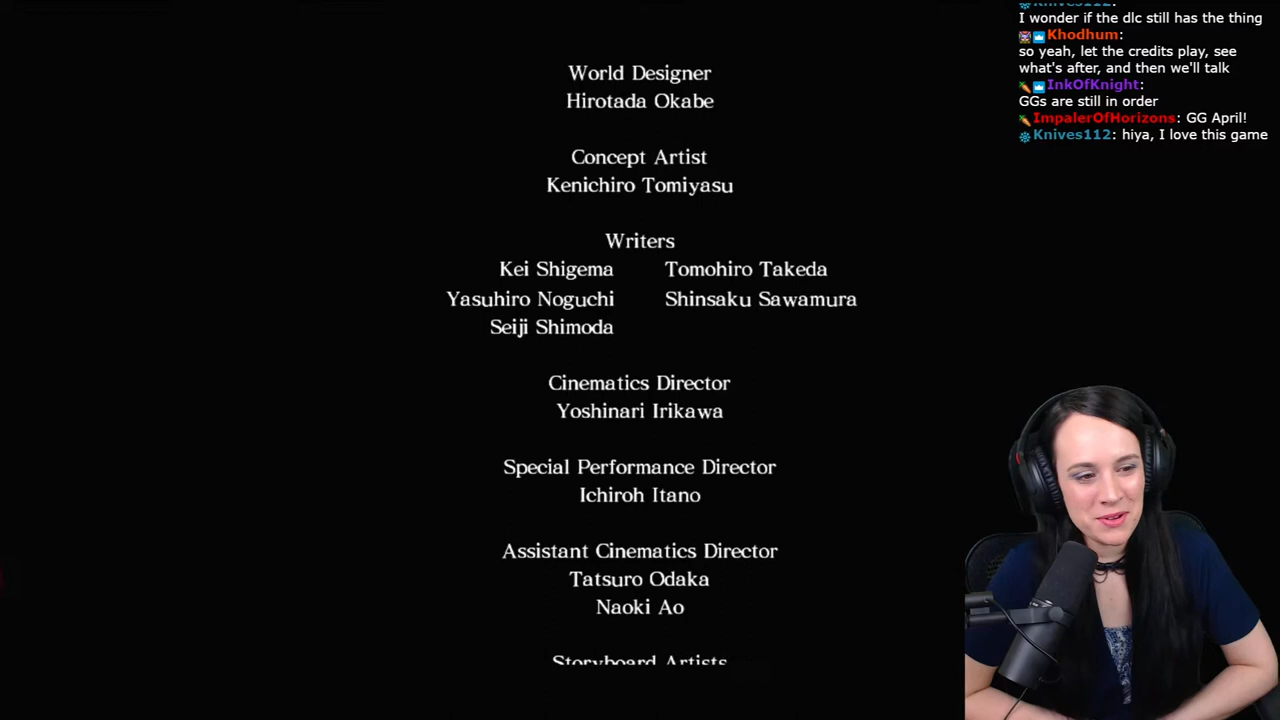 World Designer
Hirotada Okabe
Concept Artist
Kenichiro Tomiyasu
Writers
Kei Shigema Tomohiro Takeda
Yasuhiro Noguchi Shinsaku Sawamura
Seiji Shimoda
Cinematics Director
Yoshinari Irikawa
Special Performance Director
Ichiroh Itano
Assistant Cinematics Director
Tatsuro Odaka
Naoki Ao
Storyboard Artists
Knives112:
I wonder if the dlc still has the thing
Khodhum:
so yeah, let the credits play, see
what's after, and then we'll talk
InkOfKnight:
GGs are still in order
ImpalerOfHorizons: GG April!
Knives112: hiya, I love this game